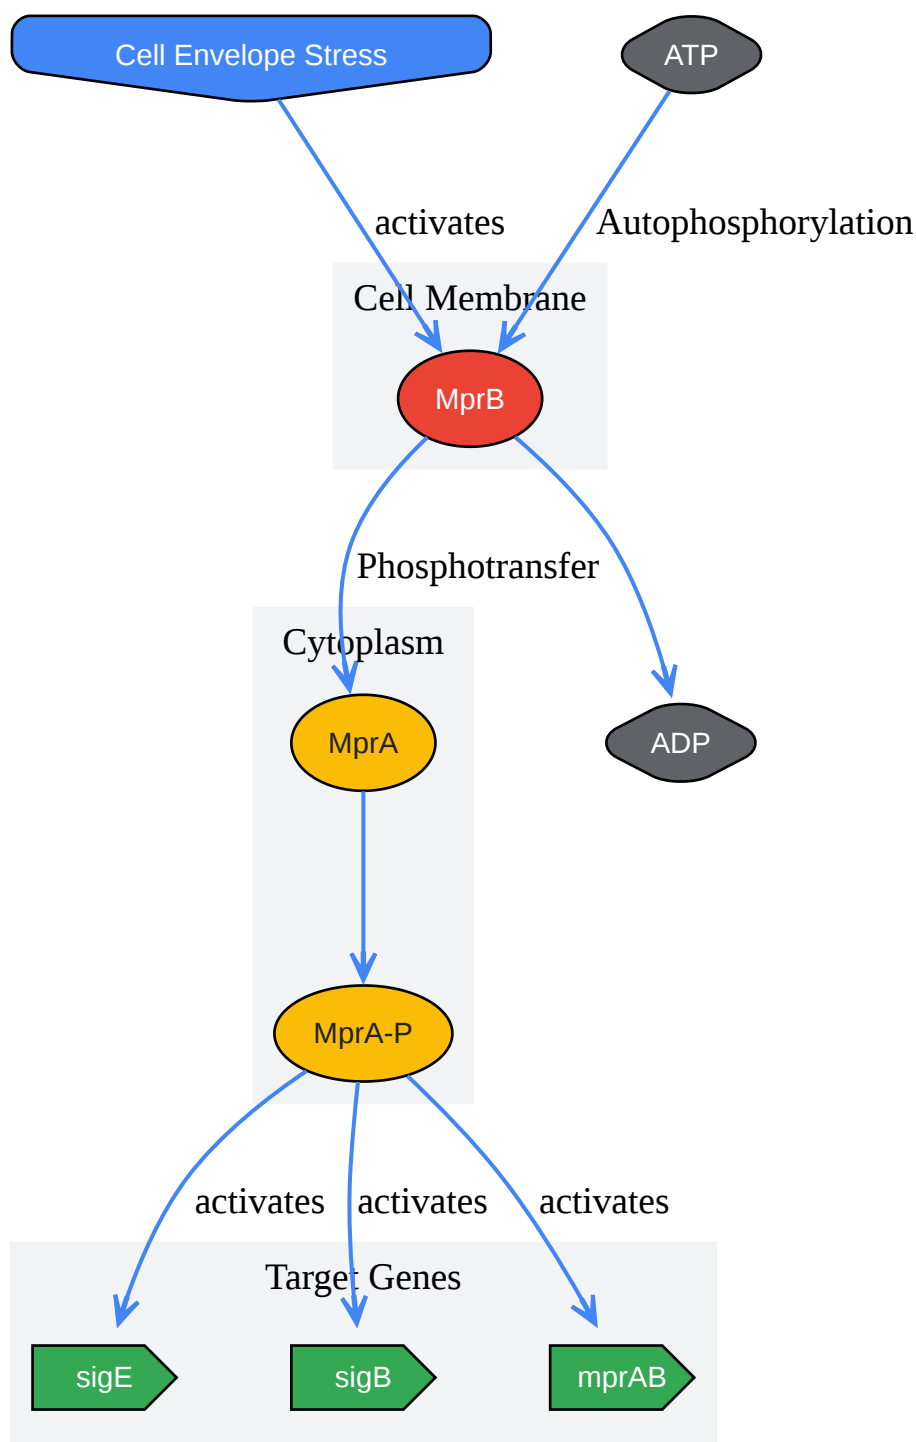 Cell Envelope Stress
ATP
activates
Autophosphorylation
Cell Membrane
MprB
Phosphotransfer
Cytoplasm
MprA
ADP
MprA-P
activates
activates
activates
Target Genes
sigE
sigB
mprAB